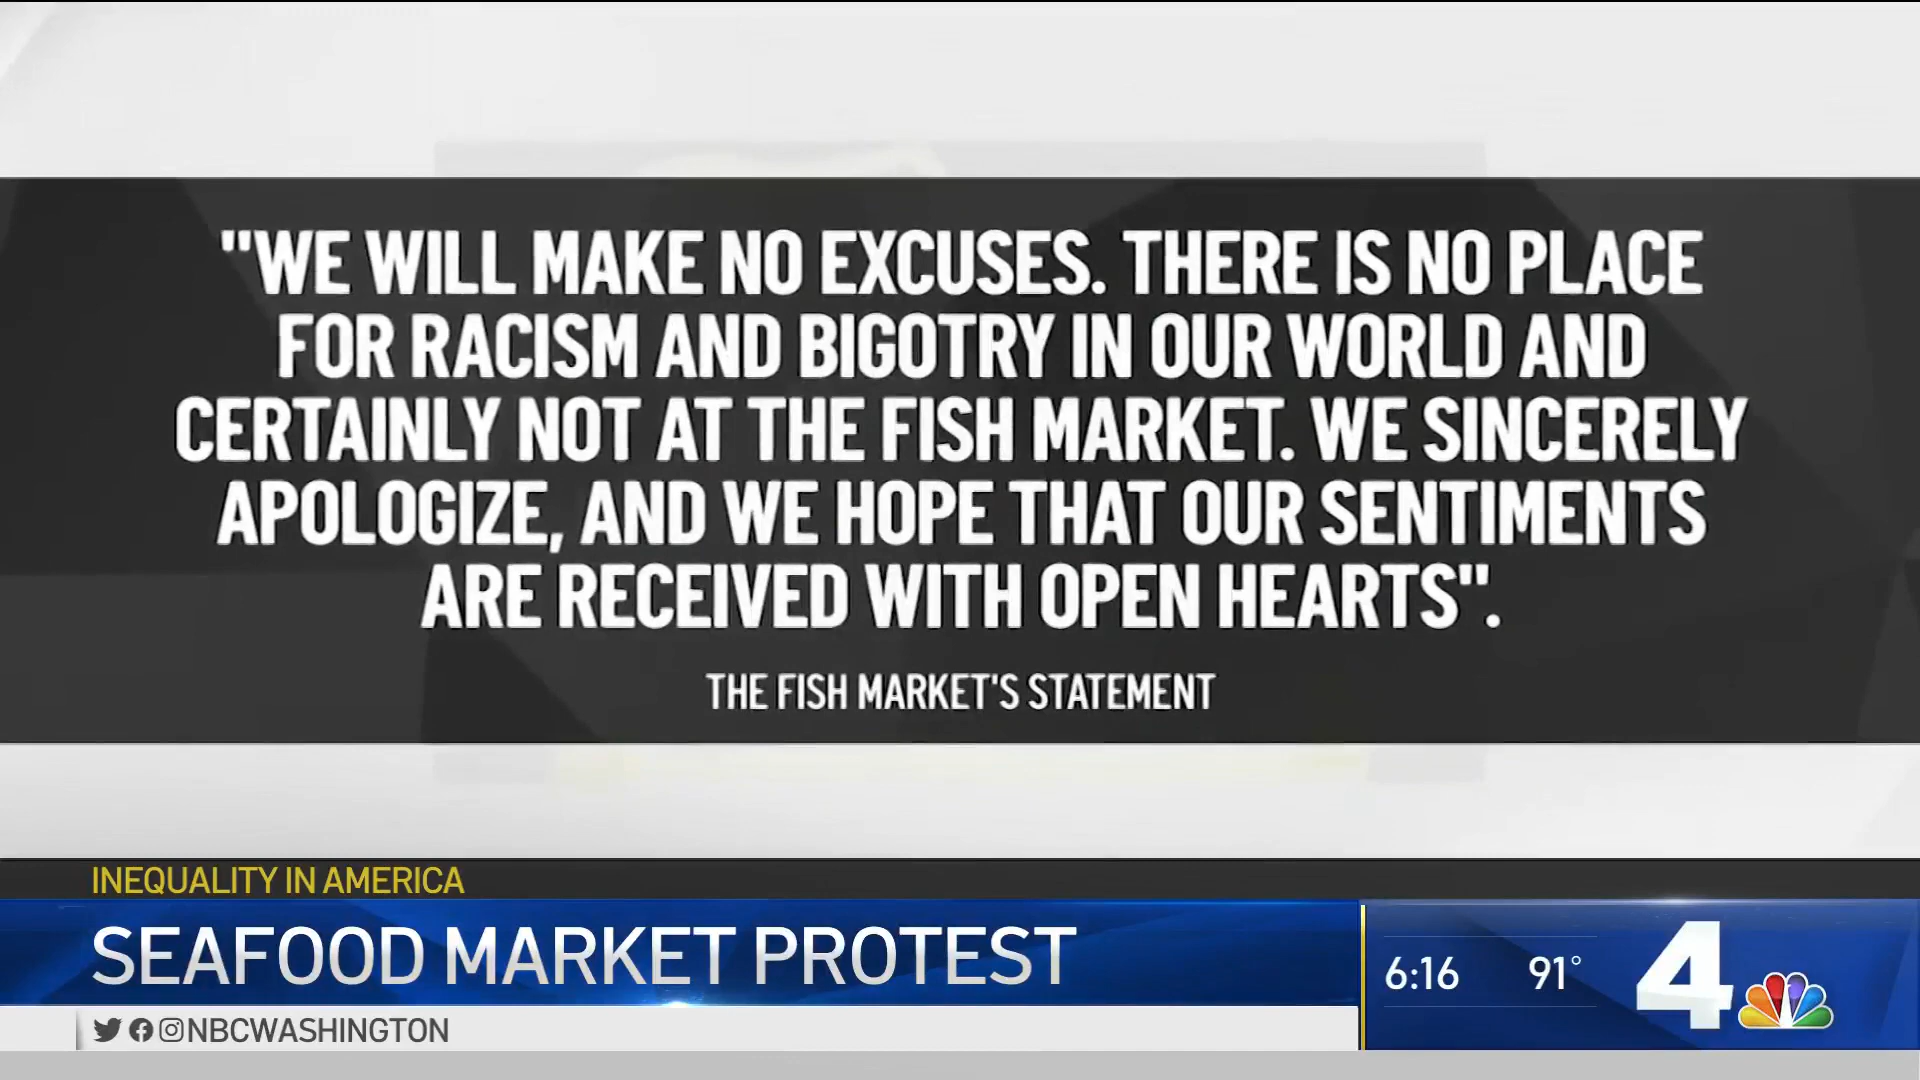 "WE WILL MAKE NO EXCUSES. THERE IS NO PLACE
FOR RACISM AND BIGOTRY IN OUR WORLD AND
CERTAINLY NOT AT THE FISH MARKET. WE SINCERELY
APOLOGIZE, AND WE HOPE THAT OUR SENTIMENTS
ARE RECEIVED WITH OPEN HEARTS".
THE FISH MARKET'S STATEMENT
INEQUALITY IN AMERICA
SEAFOOD MARKET PROTEST
6:16 91° 4
NBCWASHINGTON